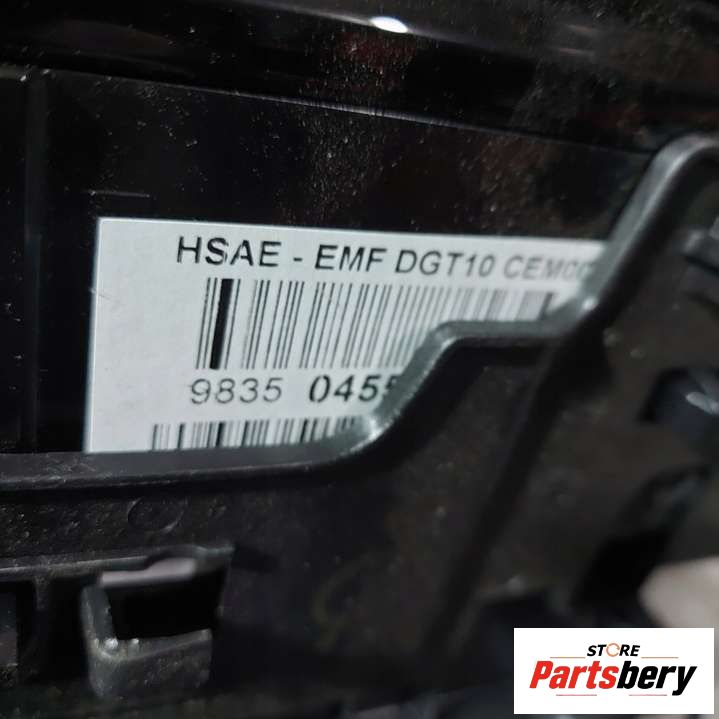 HSAE - EMF DGT10
9835
STORE
Partsbery